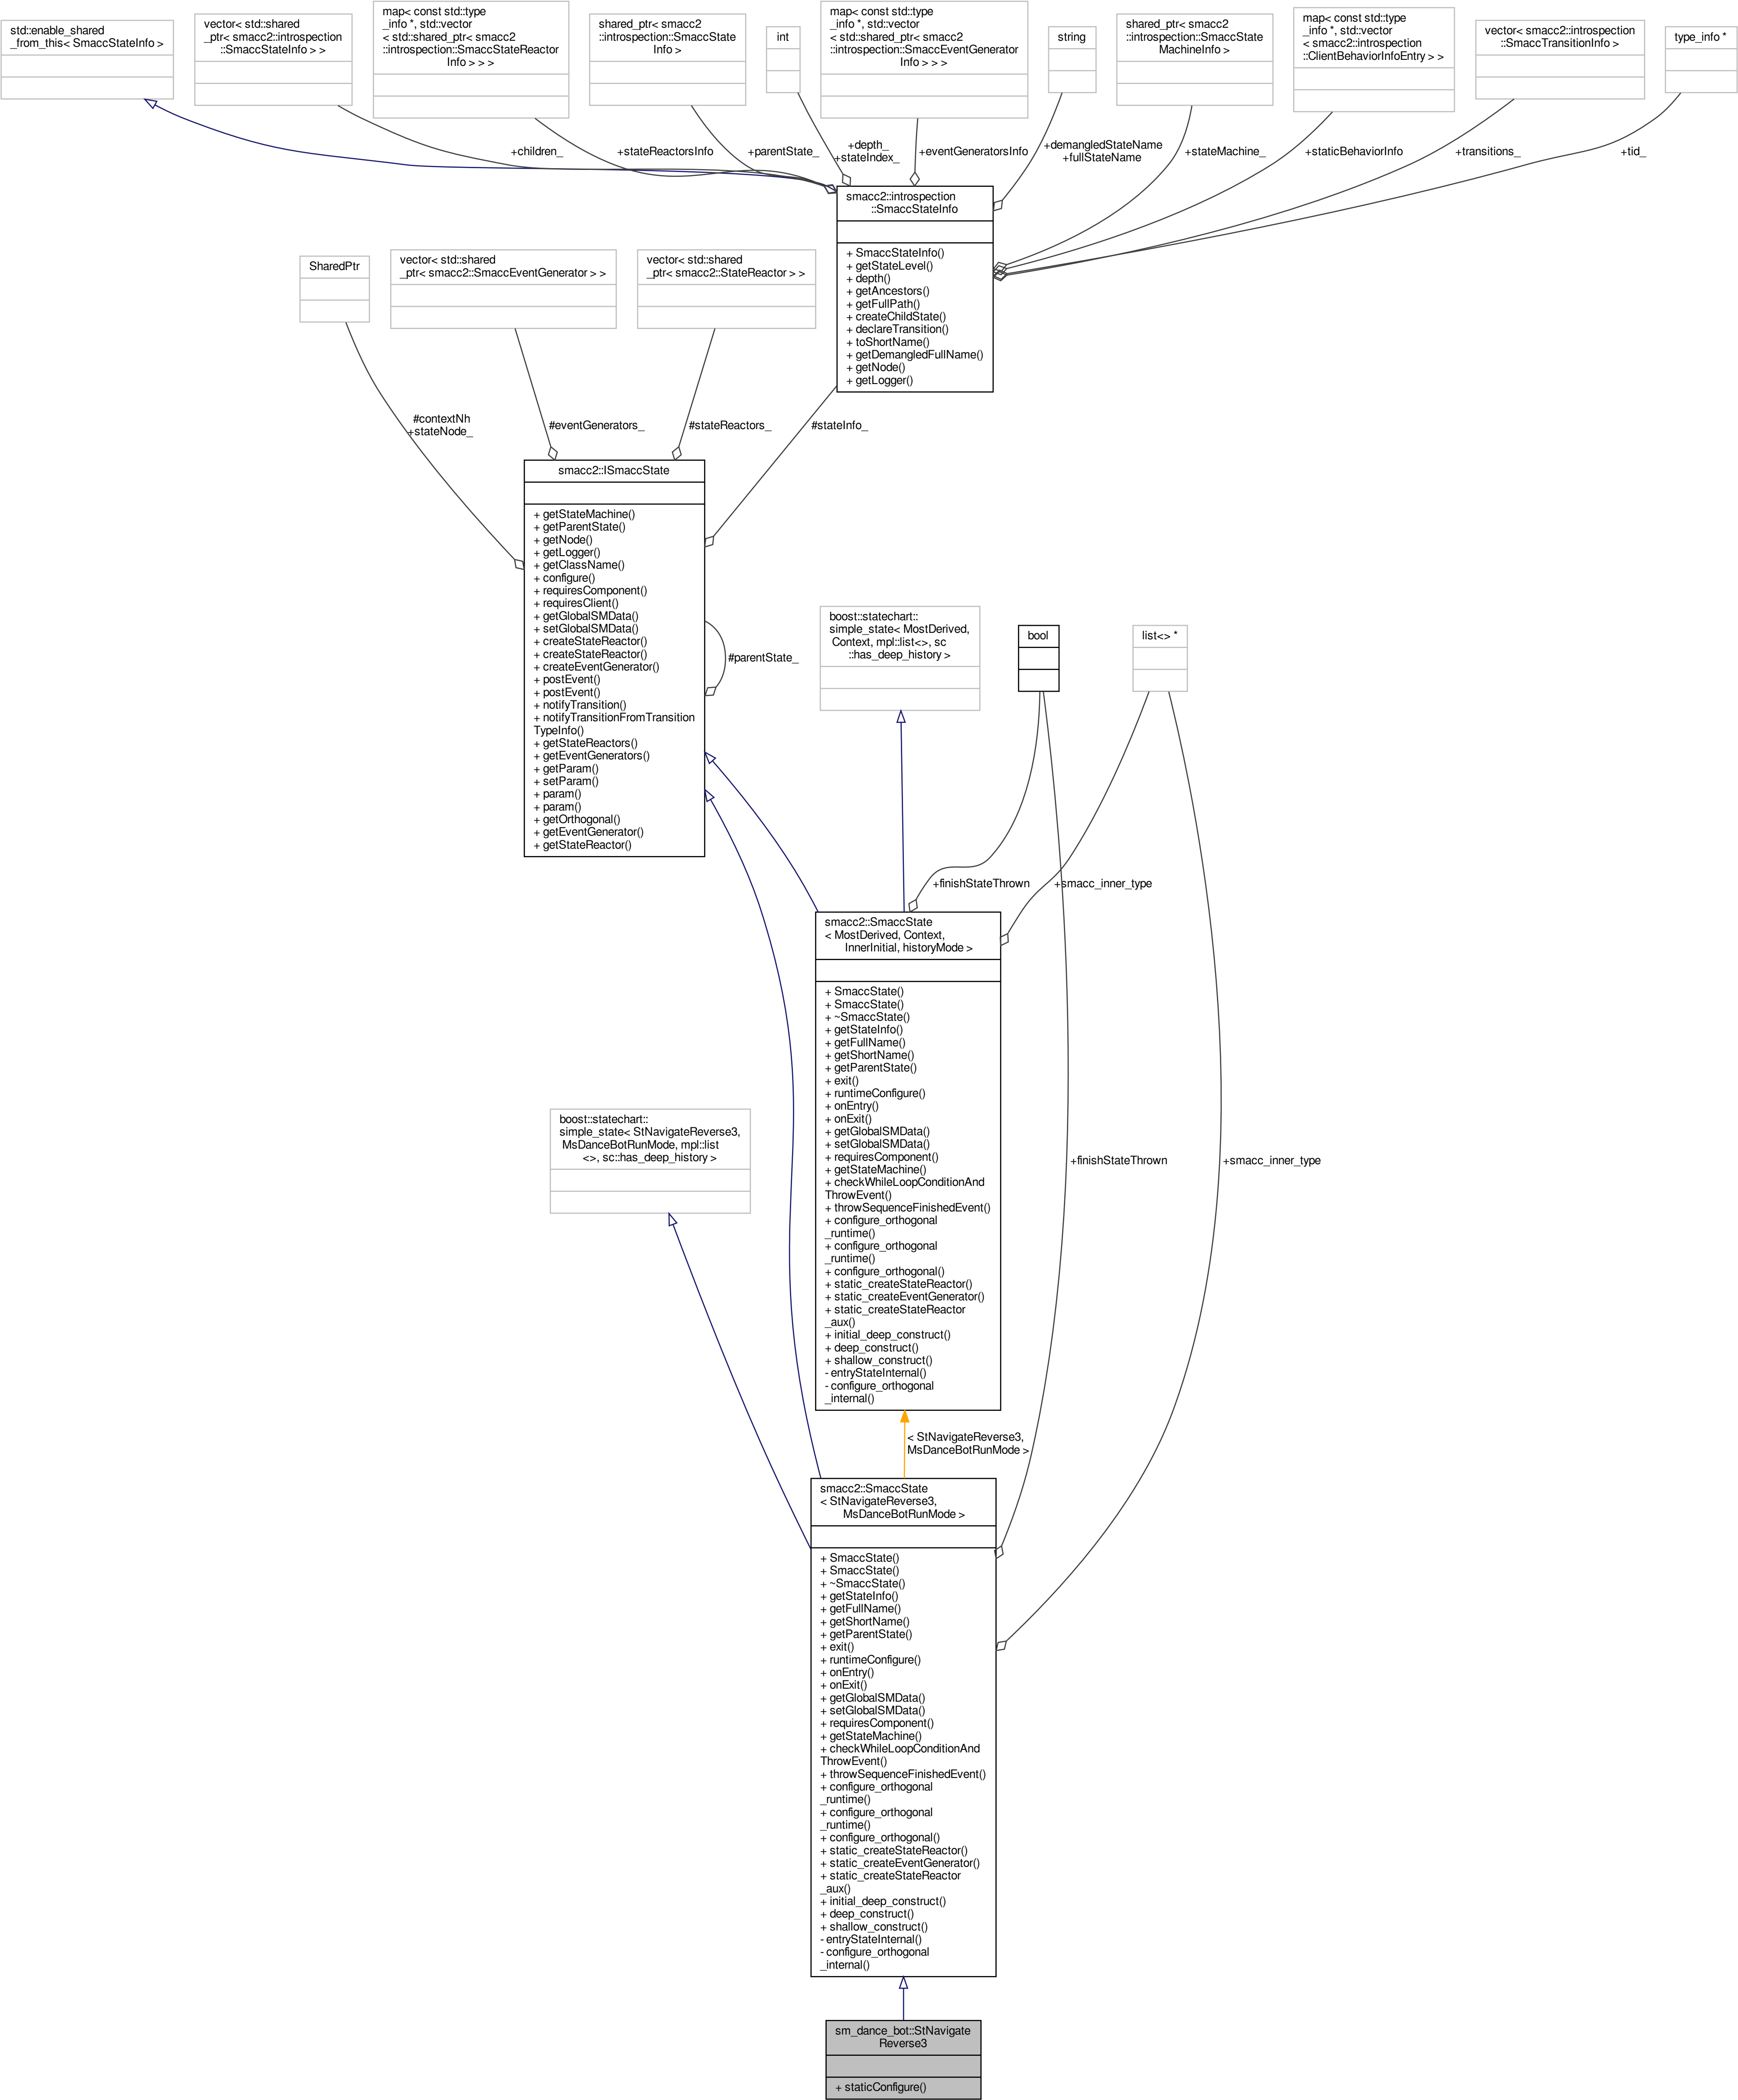 std::enable_shared
_from_this< SmaccStateInfo >
vector< std::shared
_ptr< smacc2::introspection
::SmaccStateInfo > >
map< const std::type
_info *, std::vector
< std::shared_ptr< smacc2
::introspection::SmaccStateReactor
Info > > >
shared_ptr< smacc2
::introspection::SmaccState
Info >
int
map< const std::type
_info *, std::vector
< std::shared_ptr< smacc2
::introspection::SmaccEventGenerator
Info > > >
string
shared_ptr< smacc2
::introspection::SmaccState
MachineInfo >
map< const std::type
_info *, std::vector
< smacc2::introspection
::ClientBehaviorInfoEntry > >
vector< smacc2::introspection
::SmaccTransitionInfo >
type_info *
+children_
+stateReactorsInfo
+parentState_
+depth_
+stateIndex_
+eventGeneratorsInfo
+demangledStateName
+fullStateName
+stateMachine_
+staticBehaviorInfo
+transitions_
+tid_
smacc2::introspection
::SmaccStateInfo
+ SmaccStateInfo()
+ getStateLevel()
+ depth()
+ getAncestors()
+ getFullPath()
+ createChildState()
+ declareTransition()
+ toShortName()
+ getDemangledFullName()
+ getNode()
+ getLogger()
SharedPtr
vector< std::shared
_ptr< smacc2::SmaccEventGenerator > >
vector< std::shared
_ptr< smacc2::StateReactor > >
#contextNh
+stateNode_
#eventGenerators_
#stateReactors_
#stateInfo_
smacc2::ISmaccState
+ getStateMachine()
+ getParentState()
+ getNode()
+ getLogger()
+ getClassName()
+ configure()
+ requiresComponent()
+ requiresClient()
+ getGlobalSMData()
+ setGlobalSMData()
+ createStateReactor()
+ createStateReactor()
+ createEventGenerator()
+ postEvent()
+ postEvent()
+ notifyTransition()
+ notifyTransitionFromTransition
TypeInfo()
+ getStateReactors()
+ getEventGenerators()
+ getParam()
+ setParam()
+ param()
+ param()
+ getOrthogonal()
+ getEventGenerator()
+ getStateReactor()
#parentState_
boost::statechart::
simple_state< MostDerived,
Context, mpl::list<>, sc
::has_deep_history >
bool
list<> *
+finishStateThrown
+smacc_inner_type
smacc2::SmaccState
< MostDerived, Context,
InnerInitial, historyMode >
+ SmaccState()
+ SmaccState()
+ ~SmaccState()
+ getStateInfo()
+ getFullName()
+ getShortName()
+ getParentState()
+ exit()
+ runtimeConfigure()
+ onEntry()
+ onExit()
+ getGlobalSMData()
+ setGlobalSMData()
+ requiresComponent()
+ getStateMachine()
+ checkWhileLoopConditionAnd
ThrowEvent()
+ throwSequenceFinishedEvent()
+ configure_orthogonal
_runtime()
+ configure_orthogonal
_runtime()
+ configure_orthogonal()
+ static_createStateReactor()
+ static_createEventGenerator()
+ static_createStateReactor
_aux()
+ initial_deep_construct()
+ deep_construct()
+ shallow_construct()
- entryStateInternal()
- configure_orthogonal
_internal()
boost::statechart::
simple_state< StNavigateReverse3,
MsDanceBotRunMode, mpl::list
<>, sc::has_deep_history >
+finishStateThrown
+smacc_inner_type
< StNavigateReverse3,
MsDanceBotRunMode >
smacc2::SmaccState
< StNavigateReverse3,
MsDanceBotRunMode >
+ SmaccState()
+ SmaccState()
+ ~SmaccState()
+ getStateInfo()
+ getFullName()
+ getShortName()
+ getParentState()
+ exit()
+ runtimeConfigure()
+ onEntry()
+ onExit()
+ getGlobalSMData()
+ setGlobalSMData()
+ requiresComponent()
+ getStateMachine()
+ checkWhileLoopConditionAnd
ThrowEvent()
+ throwSequenceFinishedEvent()
+ configure_orthogonal
_runtime()
+ configure_orthogonal
_runtime()
+ configure_orthogonal()
+ static_createStateReactor()
+ static_createEventGenerator()
+ static_createStateReactor
_aux()
+ initial_deep_construct()
+ deep_construct()
+ shallow_construct()
- entryStateInternal()
- configure_orthogonal
_internal()
sm_dance_bot::StNavigate
Reverse3
+ staticConfigure()